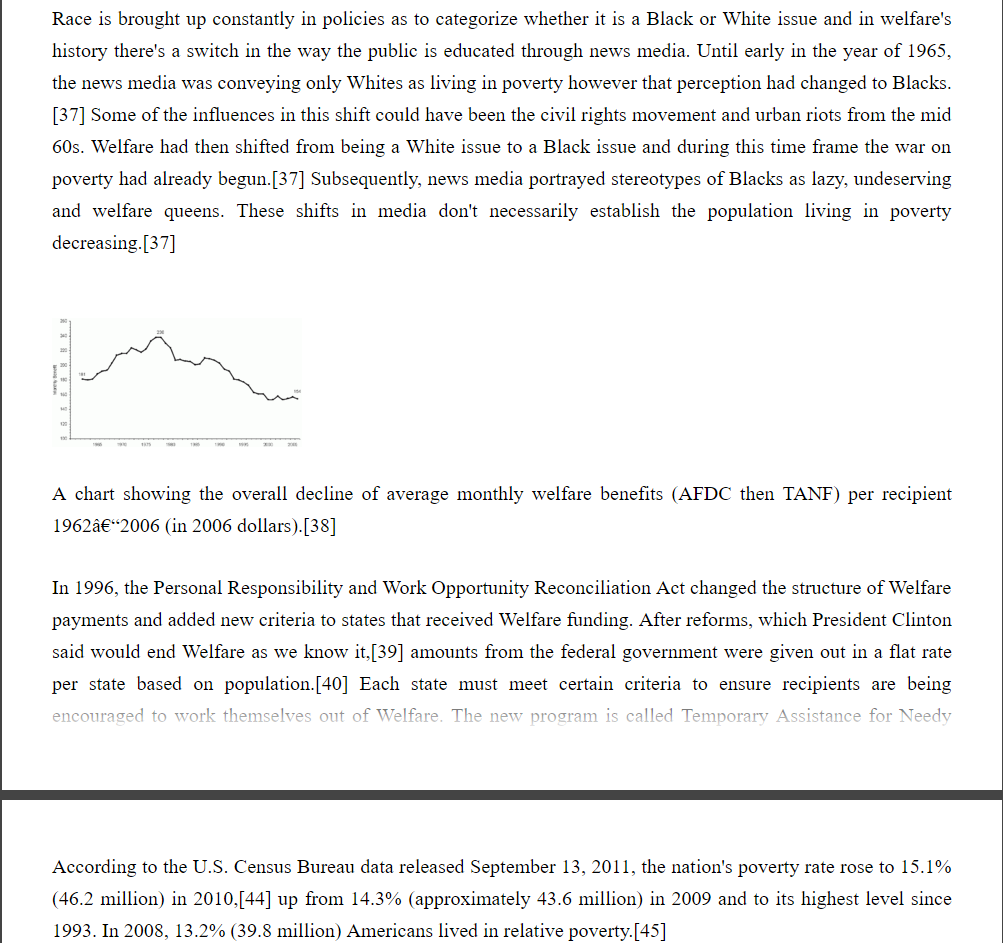 Race is brought up constantly in policies as to categorize whether it is a Black or White issue and in welfare's
history there's a switch in the way the public is educated through news media. Until early in the year of 1965,
the news media was conveying only Whites as living in poverty however that perception had changed to Blacks.
[37] Some of the influences in this shift could have been the civil rights movement and urban riots from the mid
60s. Welfare had then shifted from being a White issue to a Black issue and during this time frame the war on
poverty had already begun.[37] Subsequently, news media portrayed stereotypes of Blacks as lazy, undeserving
and welfare queens. These shifts in media don't necessarily establish the population living in poverty
decreasing.[37]
A chart showing the overall decline of average monthly welfare benefits (AFDC then TANF) per recipient
1962â€“2006 (in 2006 dollars).[38]
In 1996, the Personal Responsibility and Work Opportunity Reconciliation Act changed the structure of Welfare
payments and added new criteria to states that received Welfare funding. After reforms, which President Clinton
said would end Welfare as we know it,[39] amounts from the federal government were given out in a flat rate
per state based on population.[40] Each state must meet certain criteria to ensure recipients are being
encouraged to work themselves out of Welfare. The new program is called Temporary Assistance for Needy
According to the U.S. Census Bureau data released September 13, 2011, the nation's poverty rate rose to 15.1%
(46.2 million) in 2010,[44] up from 14.3% (approximately 43.6 million) in 2009 and to its highest level since
1993. In 2008, 13.2% (39.8 million) Americans lived in relative poverty.[45]